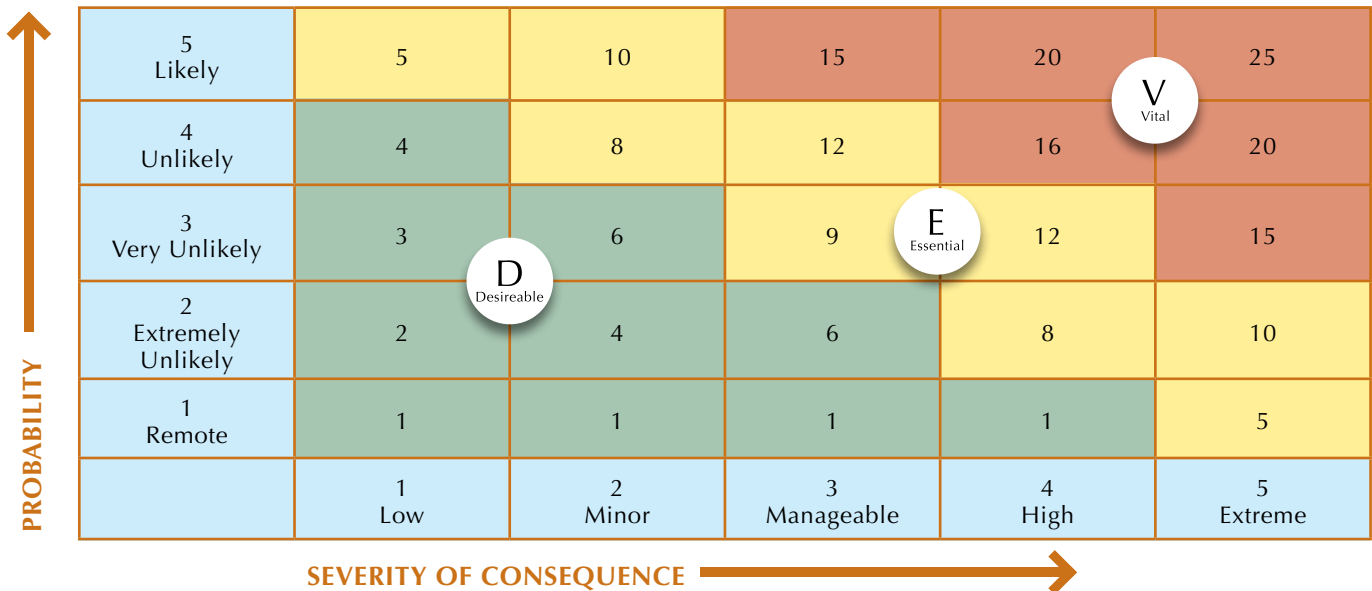 5
Likely
5
10
15
20
25
V
Vital
4
Unlikely
4
8
12
16
20
3
Very Unlikely
3
6
9
12
15
E
Essential
D
Desireable
2
Extremely
Unlikely
2
4
6
8
10
1
Remote
1
1
1
1
5
1
Low
2
Minor
3
Manageable
4
High
5
Extreme
PROBABILITY
SEVERITY OF CONSEQUENCE